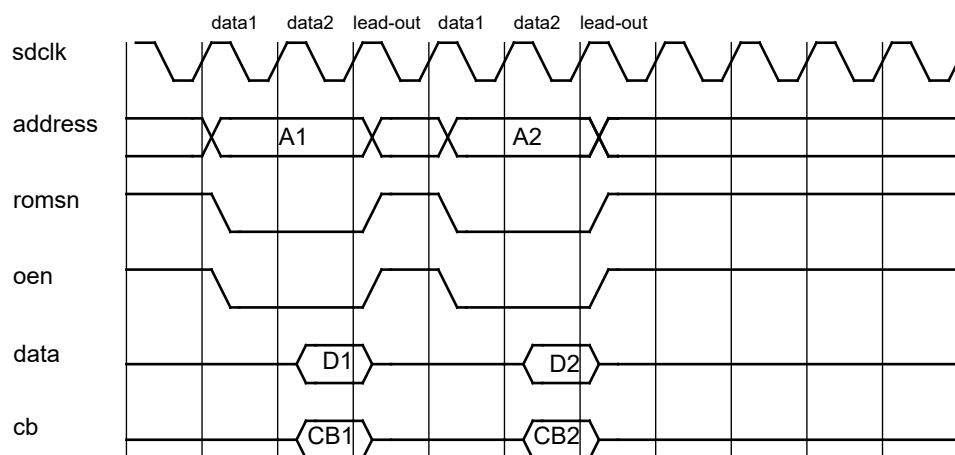 data1 data2 lead-out data1 data2 lead-out
sdclk
address A1 A2
romsn
oen
data D1 D2
cb CB1 CB2